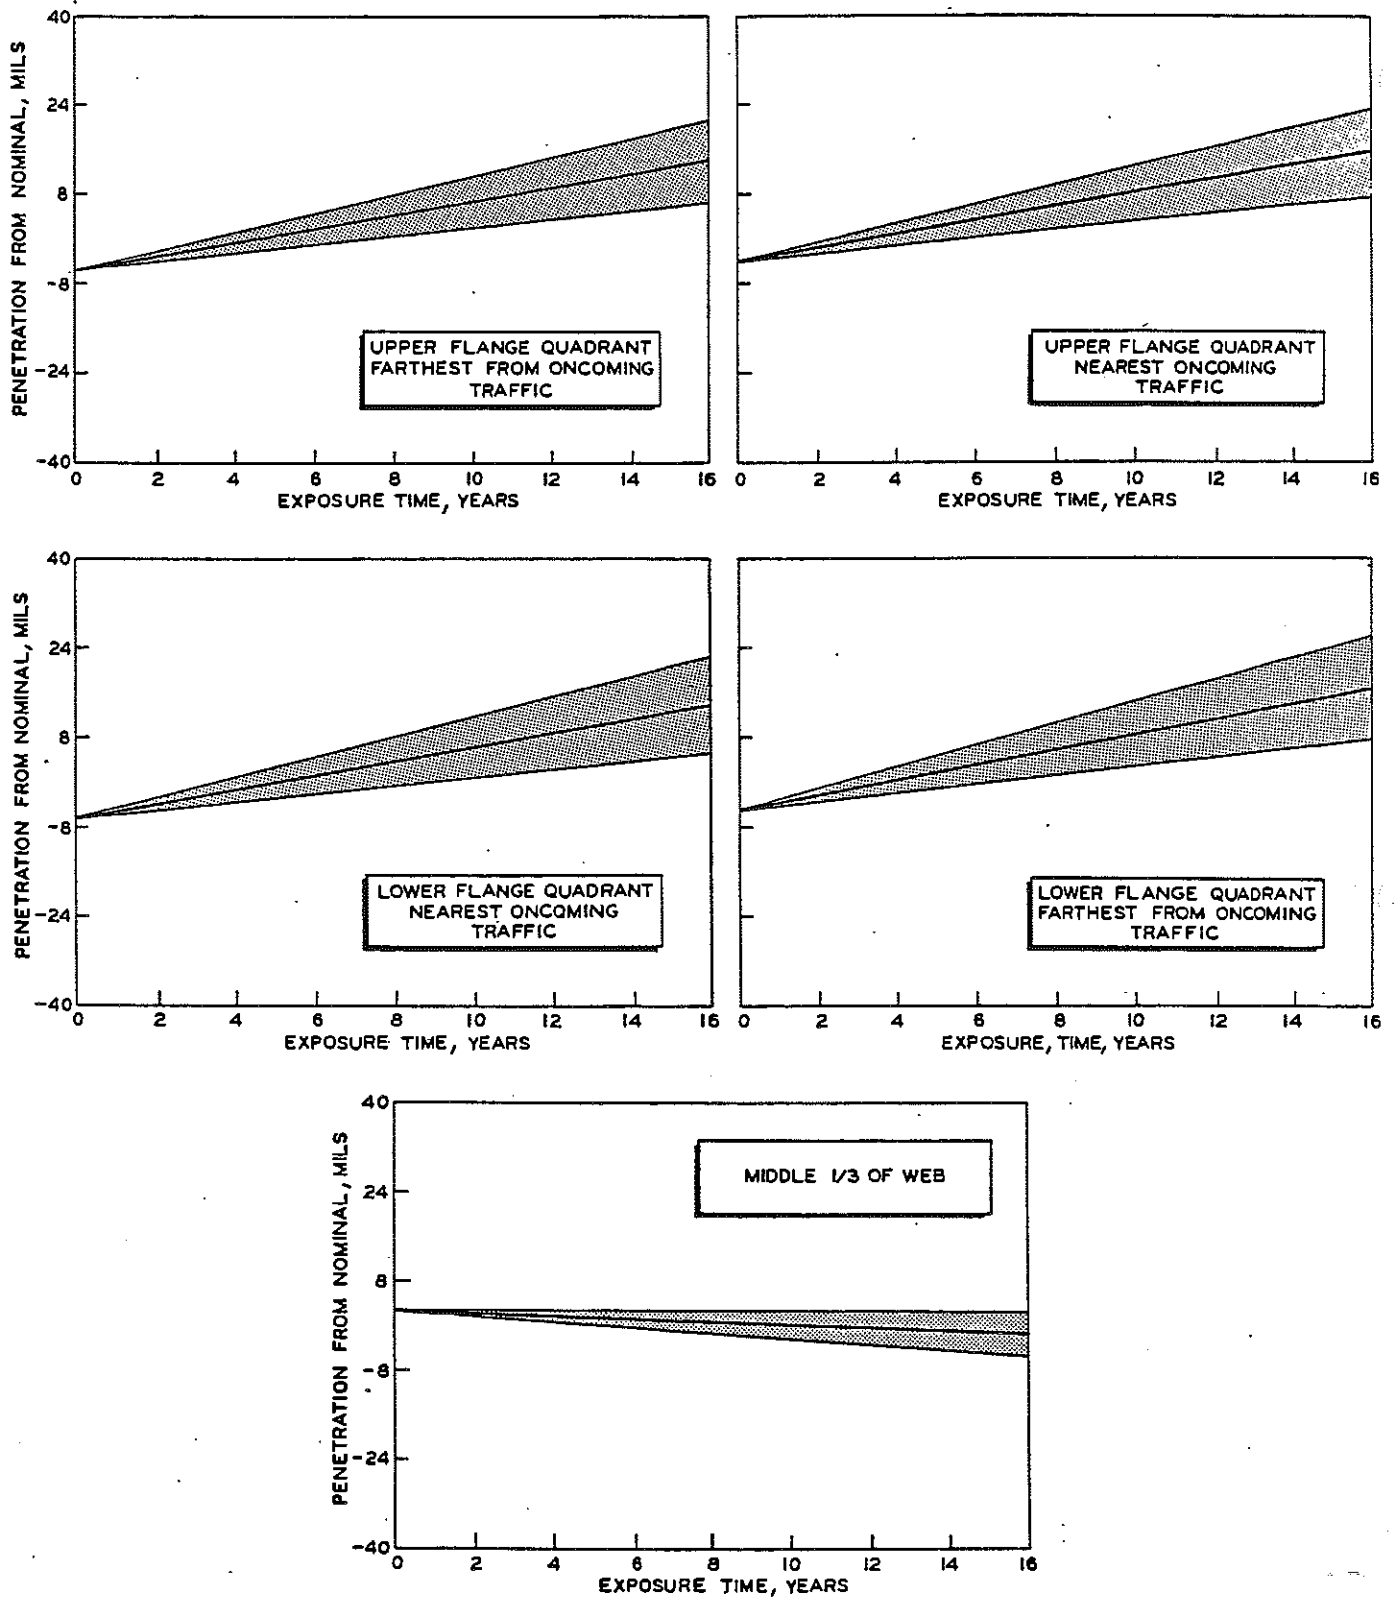 40
24
8
-8
-24
-40
PENETRATION FROM NOMINAL, MILS
UPPER FLANGE QUADRANT
FARTHEST FROM ONCOMING
TRAFFIC
0 2 4 6 8 10 12 14 16
EXPOSURE TIME, YEARS
UPPER FLANGE QUADRANT
NEAREST ONCOMING
TRAFFIC
0 2 4 6 8 10 12 14 16
EXPOSURE TIME, YEARS
40
24
8
-8
-24
-40
PENETRATION FROM NOMINAL, MILS
LOWER FLANGE QUADRANT
NEAREST ONCOMING
TRAFFIC
0 2 4 6 8 10 12 14 16
EXPOSURE TIME, YEARS
LOWER FLANGE QUADRANT
FARTHEST FROM ONCOMING
TRAFFIC
0 2 4 6 8 10 12 14 16
EXPOSURE, TIME, YEARS
40
24
8
-8
-24
-40
PENETRATION FROM NOMINAL, MILS
MIDDLE 1/3 OF WEB
0 2 4 6 8 10 12 14 16
EXPOSURE TIME, YEARS